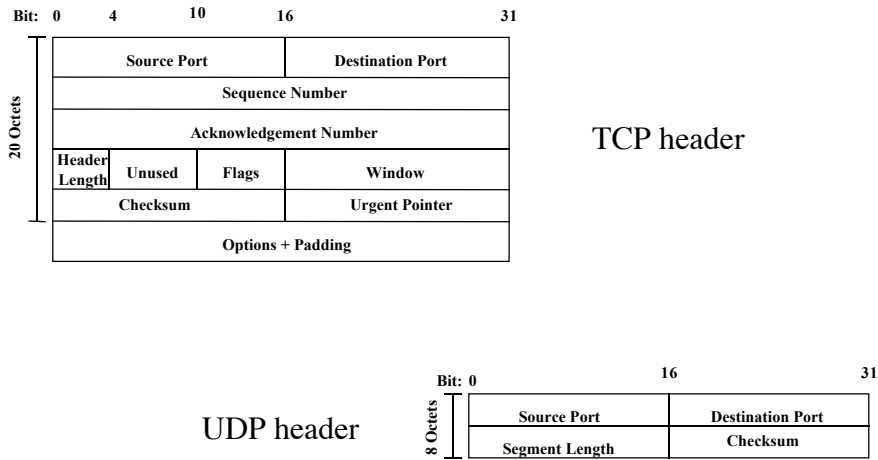 Bit: 0 4 10 16 31
Source Port Destination Port
Sequence Number
Acknowledgement Number
Header Length Unused Flags Window
Checksum Urgent Pointer
Options + Padding
20 Octets
TCP header
Bit: 0 16 31
Source Port Destination Port
Segment Length Checksum
8 Octets
UDP header